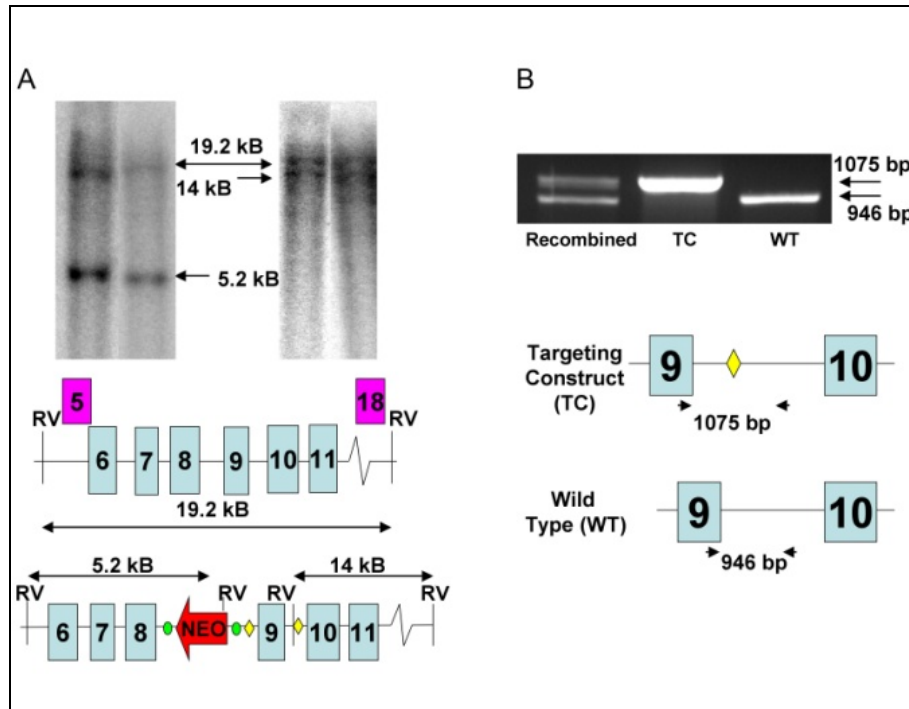 A
B
19.2 kB
14 kB
5.2 kB
1075 bp
946 bp
Recombined TC WT
5 18
RV RV
6 7 8 9 10 11
19.2 kB
5.2 kB 14 kB
RV RV RV RV
6 7 8 NEO 9 10 11
Targeting
Construct
(TC)
9 10
1075 bp
Wild
Type (WT)
9 10
946 bp